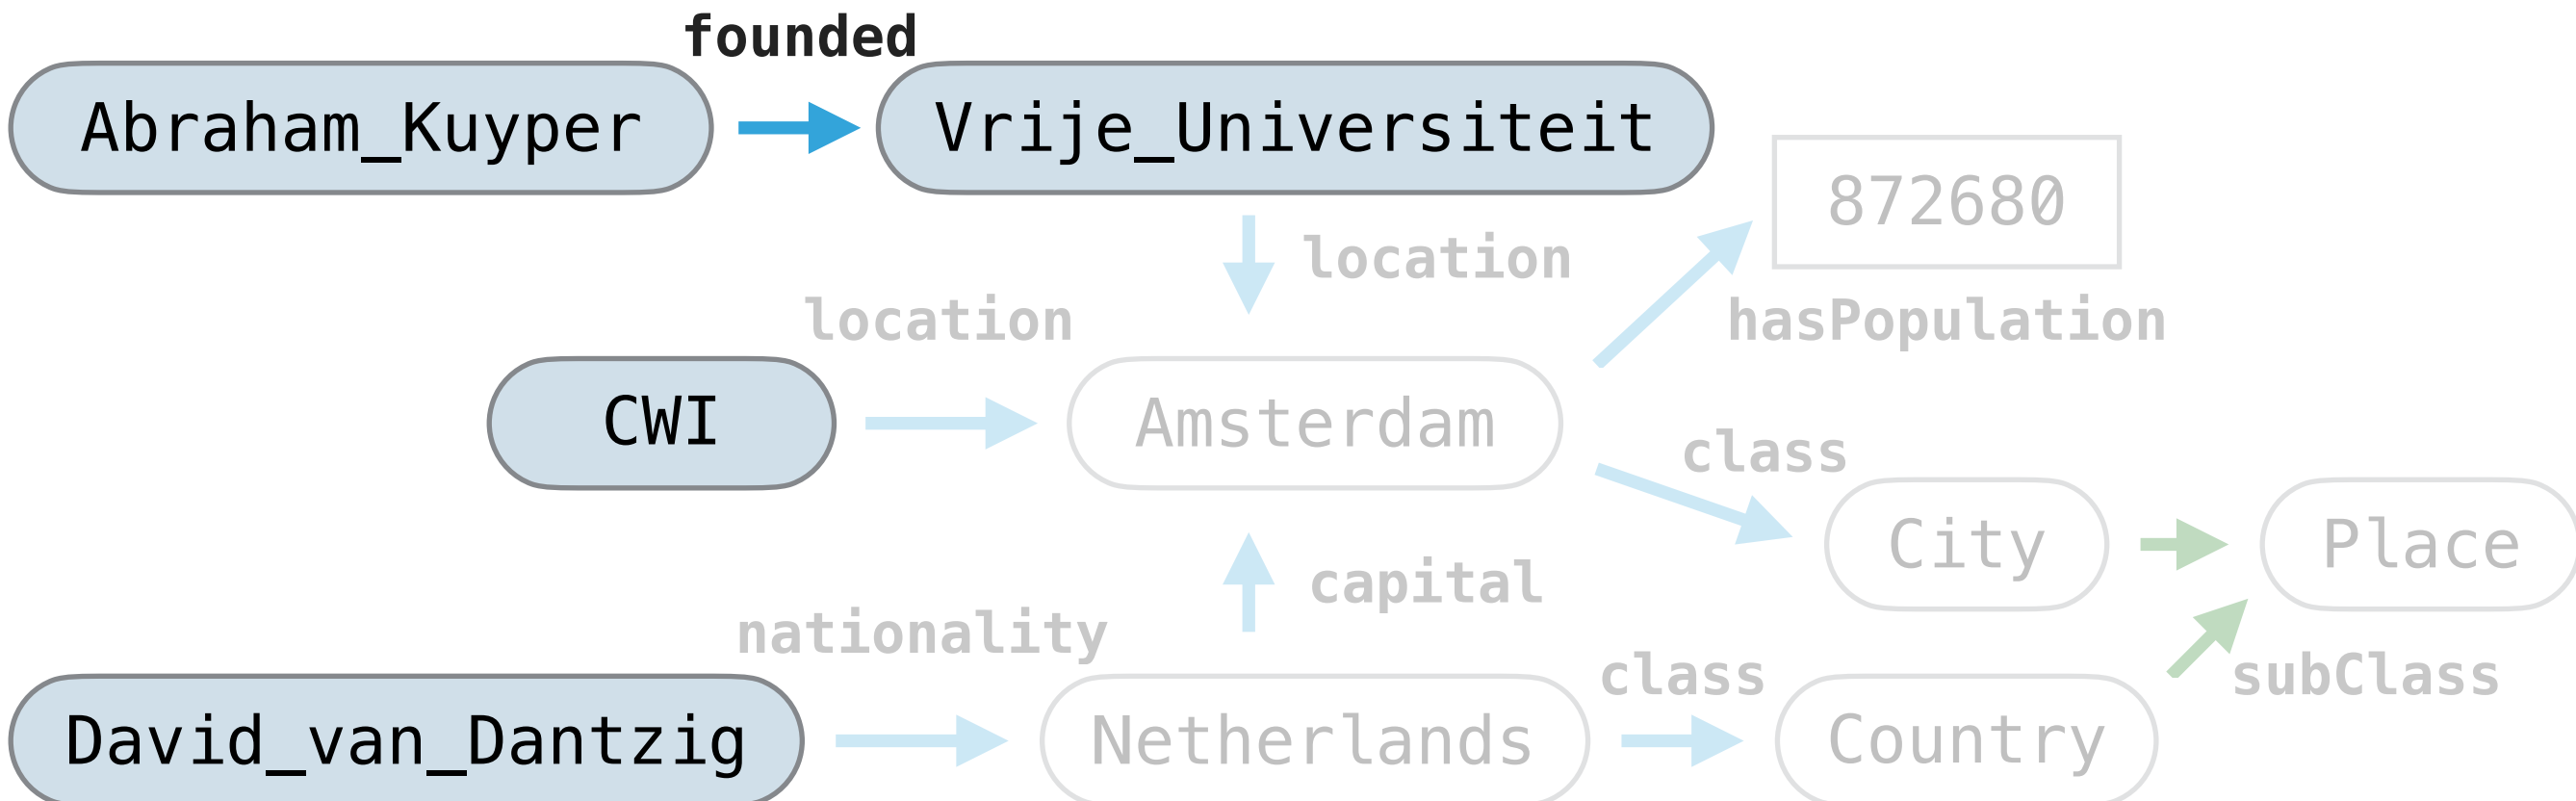 founded
Abraham_Kuyper
Vrije_Universiteit
872680
location
location
hasPopulation
CWI
Amsterdam
class
City
Place
capital
nationality
class
subClass
David_van_Dantzig
Netherlands
Country